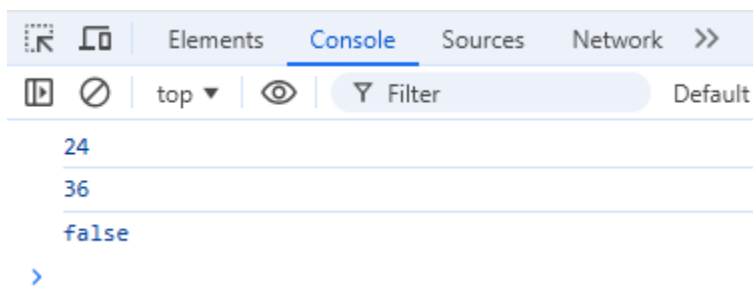 Elements Console Sources Network
top Filter Default
24
36
false